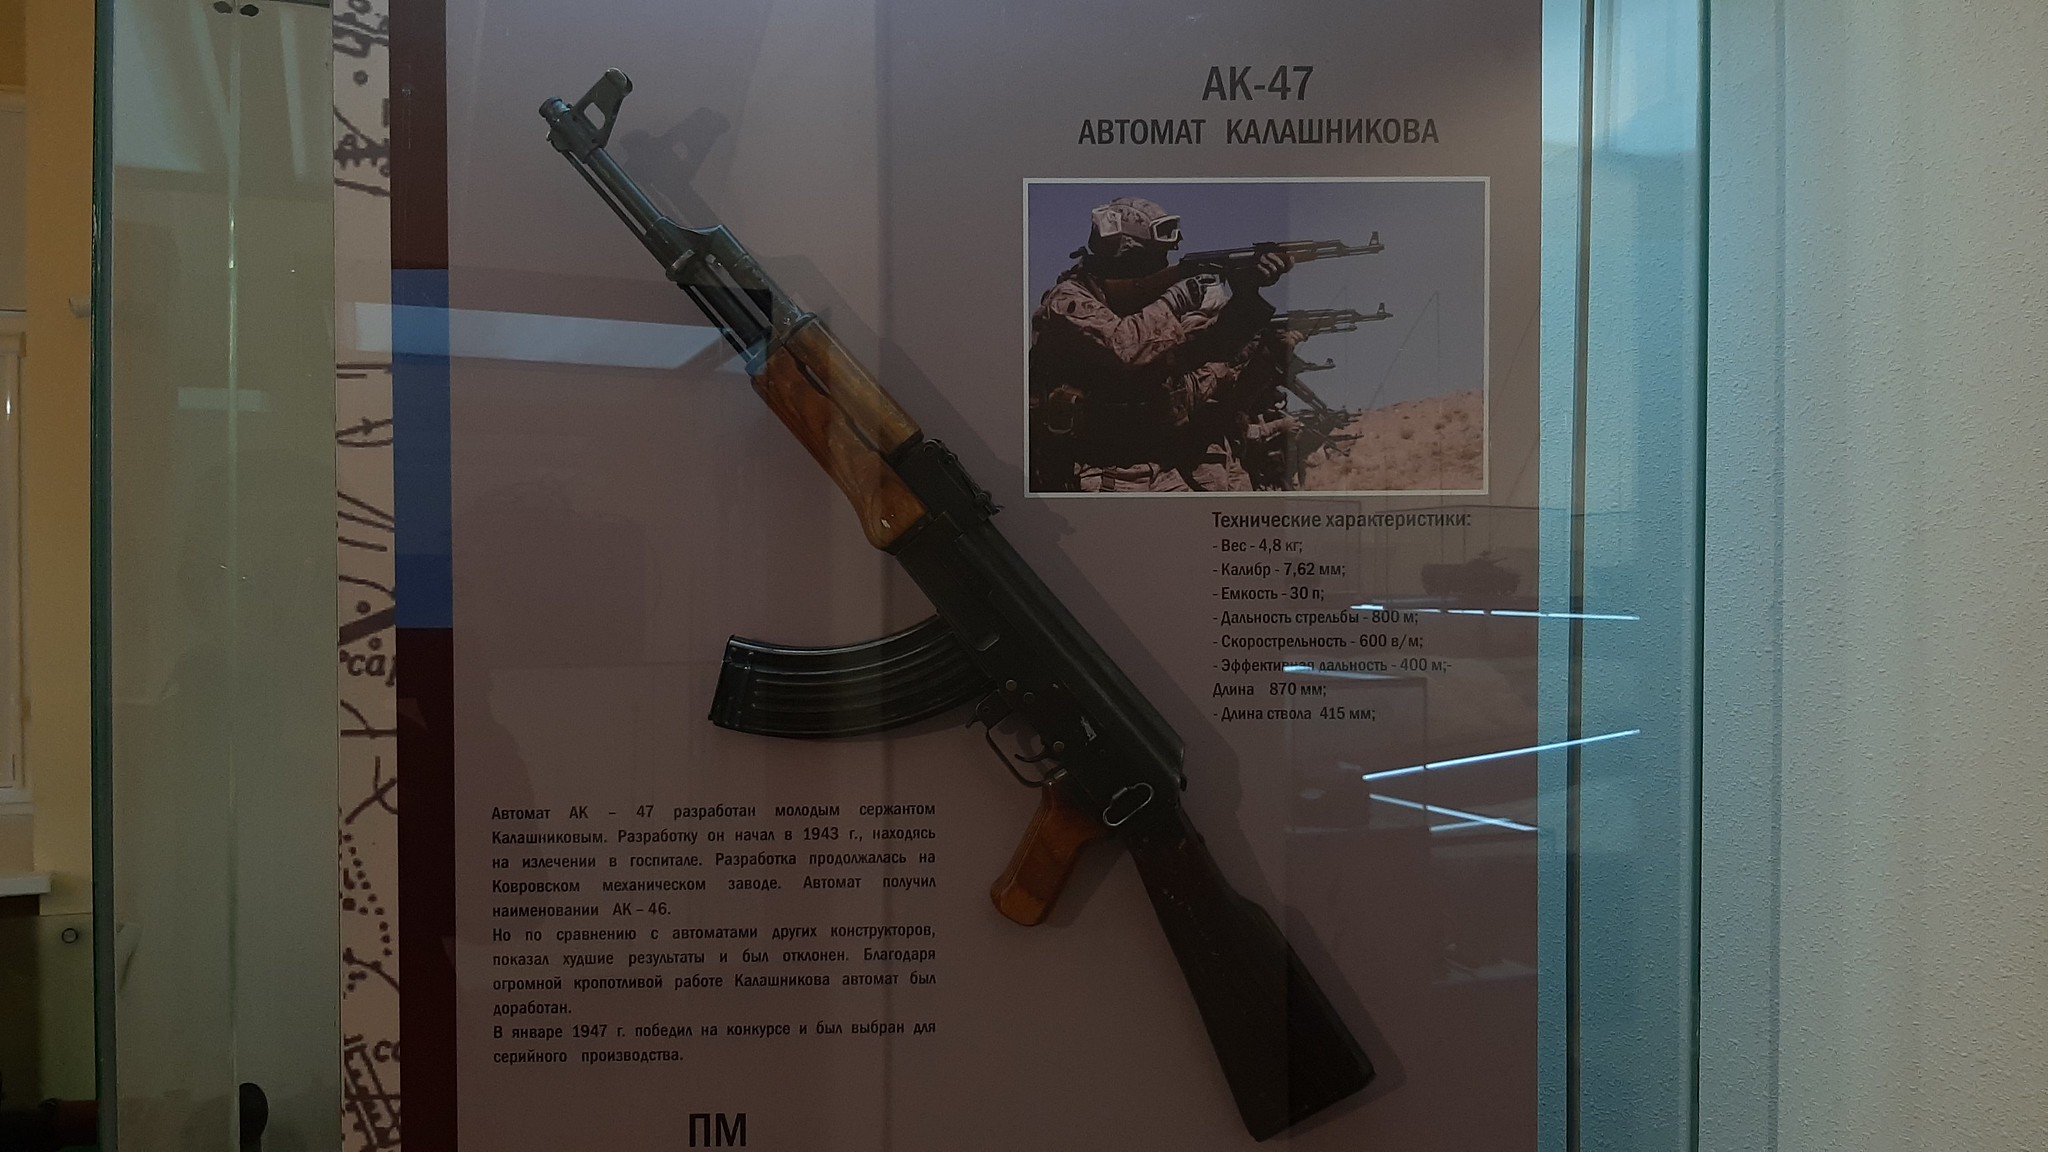 АК-47
АВТОМАТ КАЛАШНИКОВА
Технические характеристики:
- Вес - 4,8 кг;
- Калибр - 7,62 мм;
- Емкость - 30 п;
- Дальность стрельбы - 800 м;
- Скорострельность - 600 в/м;
- Эффективная дальность - 400 м;-
Длина 870 мм;
- Длина ствола 415 мм;
Автомат АК – 47 разработан молодым сержантом
Калашниковым. Разработку он начал в 1943 г., находясь
на излечении в госпитале. Разработка продолжалась на
Ковровском механическом заводе. Автомат получил
наименовании АК – 46.
Но по сравнению с автоматами других конструкторов,
показал худшие результаты и был отклонен. Благодаря
огромной кропотливой работе Калашникова автомат был
доработан.
В январе 1947 г. победил на конкурсе и был выбран для
серийного производства.
ПМ